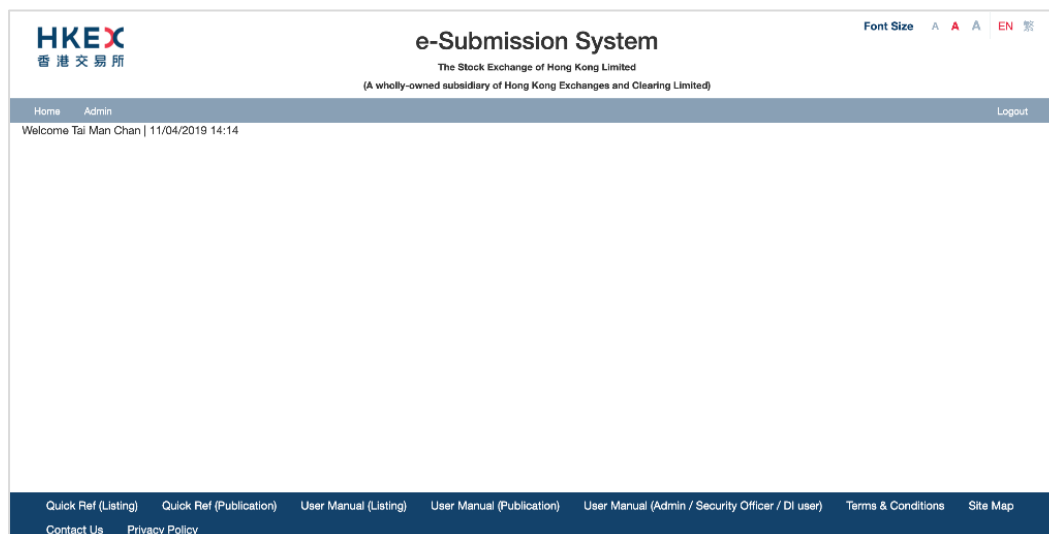 HKEX
香港交易所
e-Submission System
The Stock Exchange of Hong Kong Limited
(A wholly-owned subsidiary of Hong Kong Exchanges and Clearing Limited)
Font Size A A A EN 繁
Home Admin Logout
Welcome Tai Man Chan | 11/04/2019 14:14
Quick Ref (Listing) Quick Ref (Publication) User Manual (Listing) User Manual (Publication) User Manual (Admin / Security Officer / DI user) Terms & Conditions Site Map
Contact Us Privacy Policy